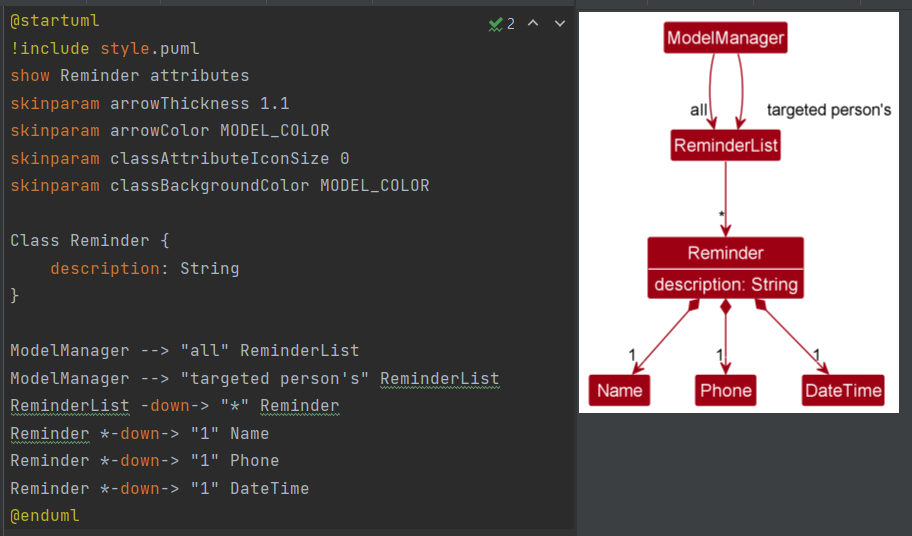 @startuml
2
!include style.puml
show Reminder attributes
skinparam arrowThickness 1.1
skinparam arrowColor MODEL_COLOR
skinparam classAttributeIconSize 0
skinparam classBackgroundColor MODEL_COLOR
Class Reminder {
description: String
}
ModelManager --> "all" ReminderList
ModelManager --> "targeted person's" ReminderList
ReminderList -down-> "*" Reminder
Reminder *-down-> "1" Name
Reminder *-down-> "1" Phone
Reminder *-down-> "1" DateTime
@enduml
ModelManager
all
targeted person's
ReminderList
*
Reminder
description: String
1
1
1
Name
Phone
DateTime